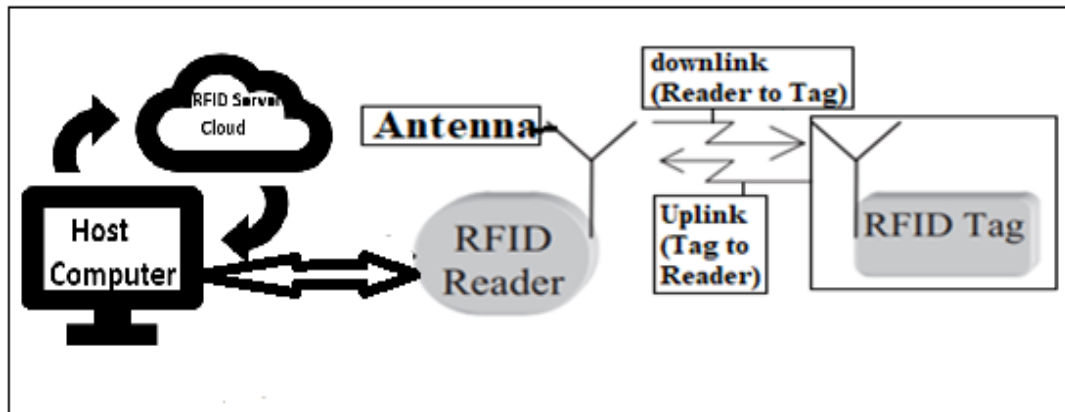 RFID Server
Cloud
Host
Computer
Antenna
RFID
Reader
downlink
(Reader to Tag)
Uplink
(Tag to
Reader)
RFID Tag